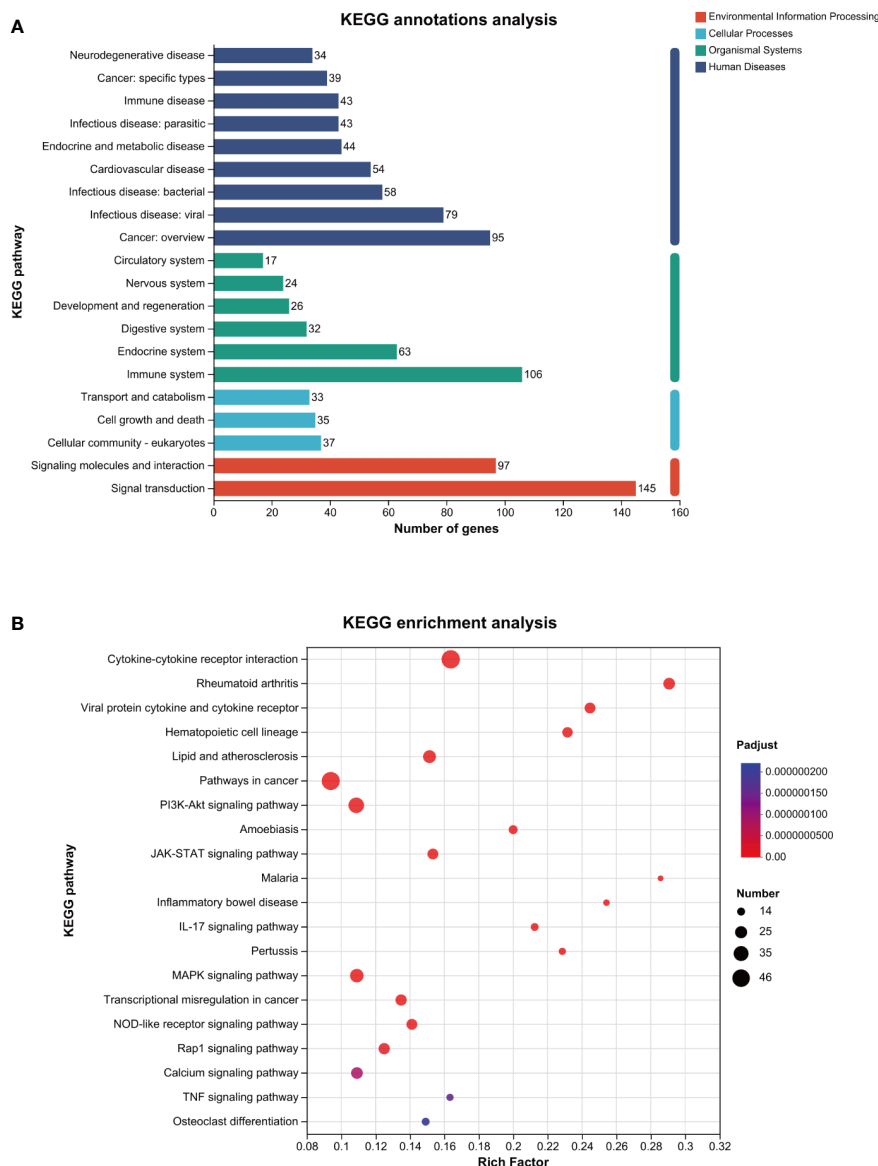 A
KEGG annotations analysis
Environmental Information Processing
Cellular Processes
Organismal Systems
Human Diseases
KEGG pathway
Neurodegenerative disease 34
Cancer: specific types 39
Immune disease 43
Infectious disease: parasitic 43
Endocrine and metabolic disease 44
Cardiovascular disease 54
Infectious disease: bacterial 58
Infectious disease: viral 79
Cancer: overview 95
Circulatory system 17
Nervous system 24
Development and regeneration 26
Digestive system 32
Endocrine system 63
Immune system 106
Transport and catabolism 33
Cell growth and death 35
Cellular community - eukaryotes 37
Signaling molecules and interaction 97
Signal transduction 145
0 20 40 60 80 100 120 140 160
Number of genes
B
KEGG enrichment analysis
KEGG pathway
Cytokine-cytokine receptor interaction
Rheumatoid arthritis
Viral protein cytokine and cytokine receptor
Hematopoietic cell lineage
Lipid and atherosclerosis
Pathways in cancer
PI3K-Akt signaling pathway
Amoebiasis
JAK-STAT signaling pathway
Malaria
Inflammatory bowel disease
IL-17 signaling pathway
Pertussis
MAPK signaling pathway
Transcriptional misregulation in cancer
NOD-like receptor signaling pathway
Rap1 signaling pathway
Calcium signaling pathway
TNF signaling pathway
Osteoclast differentiation
0.08 0.1 0.12 0.14 0.16 0.18 0.2 0.22 0.24 0.26 0.28 0.3 0.32
Rich Factor
Padjust
0.000000200
0.000000150
0.000000100
0.0000000500
0.00
Number
14
25
35
46